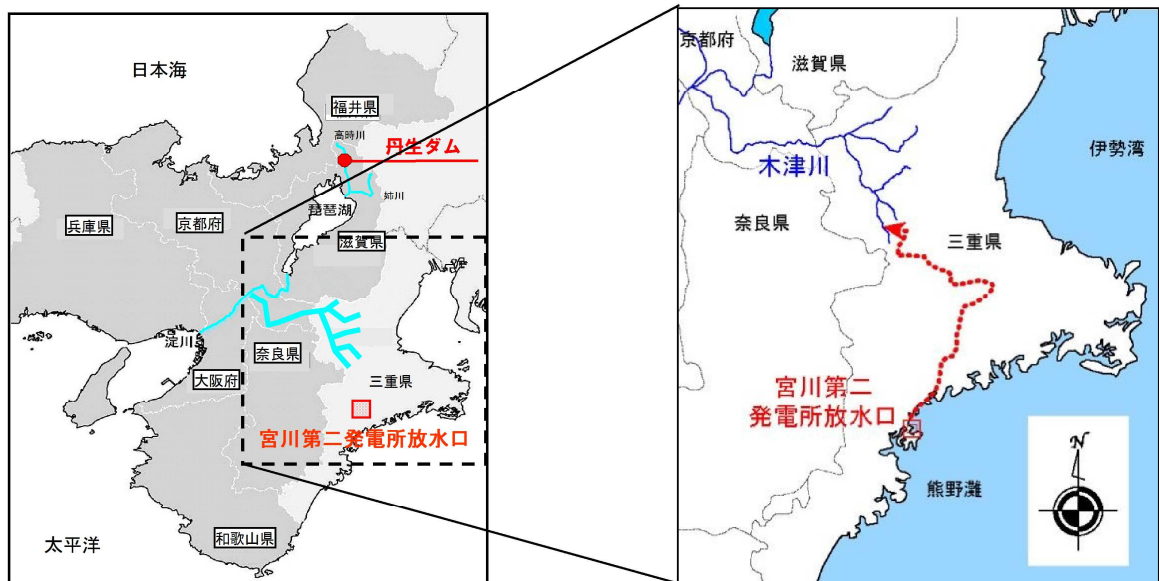 日本海
福井県
高時川
丹生ダム
姉川
琵琶湖
兵庫県
京都府
滋賀県
淀川
奈良県
大阪府
三重県
宮川第二発電所放水口
和歌山県
太平洋
京都府
滋賀県
伊勢湾
木津川
奈良県
三重県
宮川第二
発電所放水口
熊野灘
N